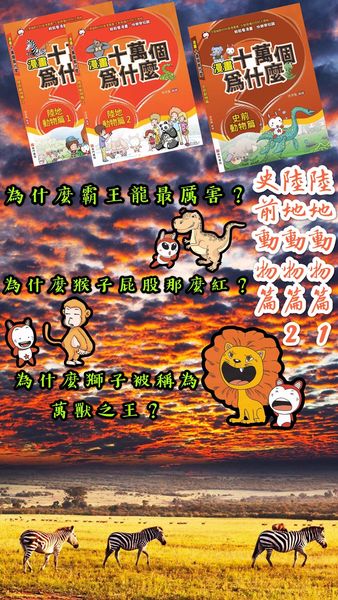 漫畫
十萬個
為什麼
陸地
動物篇1
漫畫
十萬個
為什麼
陸地
動物篇2
漫畫
十萬個
為什麼
史前
動物篇
陸地動物篇1
陸地動物篇2
史前動物篇
為什麼霸王龍最厲害？
為什麼猴子屁股那麼紅？
為什麼獅子被稱為
萬獸之王？